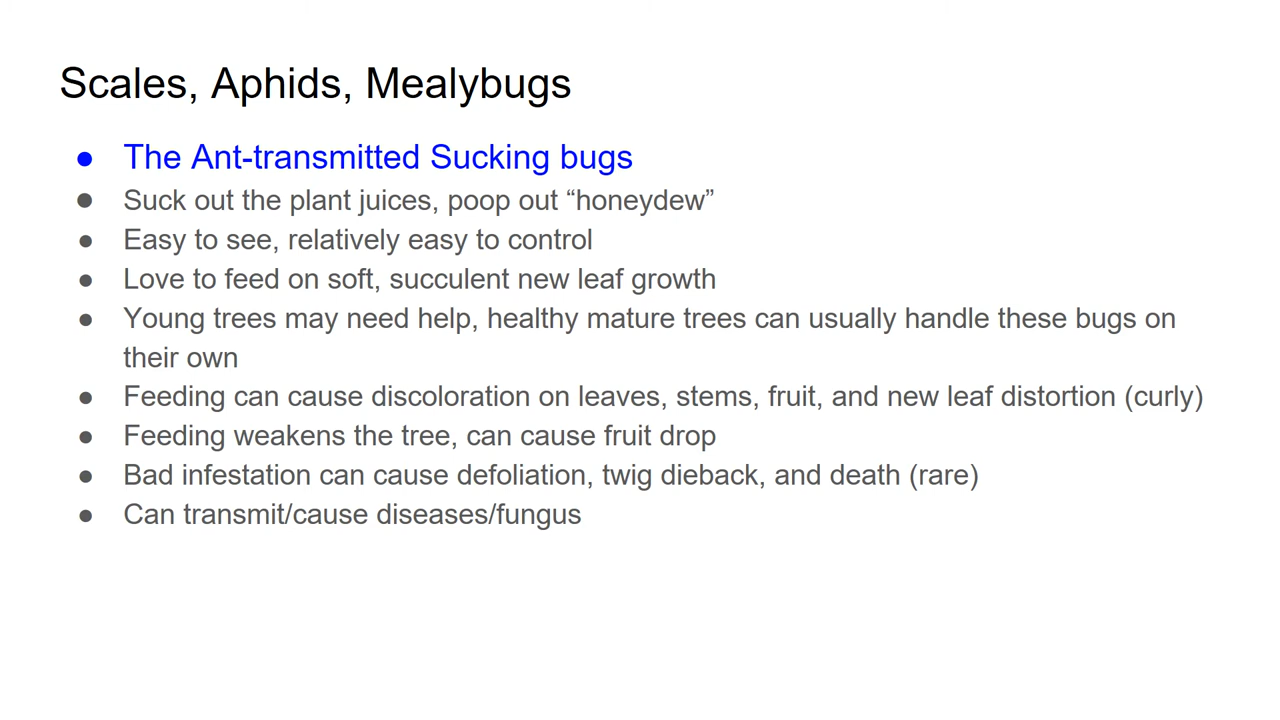 Scales, Aphids, Mealybugs
● The Ant-transmitted Sucking bugs
● Suck out the plant juices, poop out “honeydew”
● Easy to see, relatively easy to control
● Love to feed on soft, succulent new leaf growth
● Young trees may need help, healthy mature trees can usually handle these bugs on
their own
● Feeding can cause discoloration on leaves, stems, fruit, and new leaf distortion (curly)
● Feeding weakens the tree, can cause fruit drop
● Bad infestation can cause defoliation, twig dieback, and death (rare)
● Can transmit/cause diseases/fungus